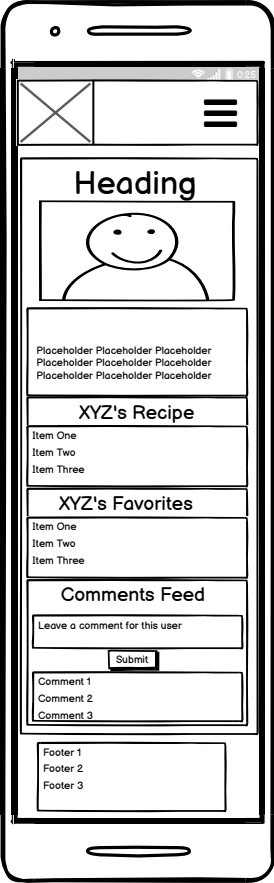 0:25
Heading
Placeholder Placeholder Placeholder
Placeholder Placeholder Placeholder
Placeholder Placeholder Placeholder
XYZ's Recipe
Item One
Item Two
Item Three
XYZ's Favorites
Item One
Item Two
Item Three
Comments Feed
Leave a comment for this user
Submit
Comment 1
Comment 2
Comment 3
Footer 1
Footer 2
Footer 3